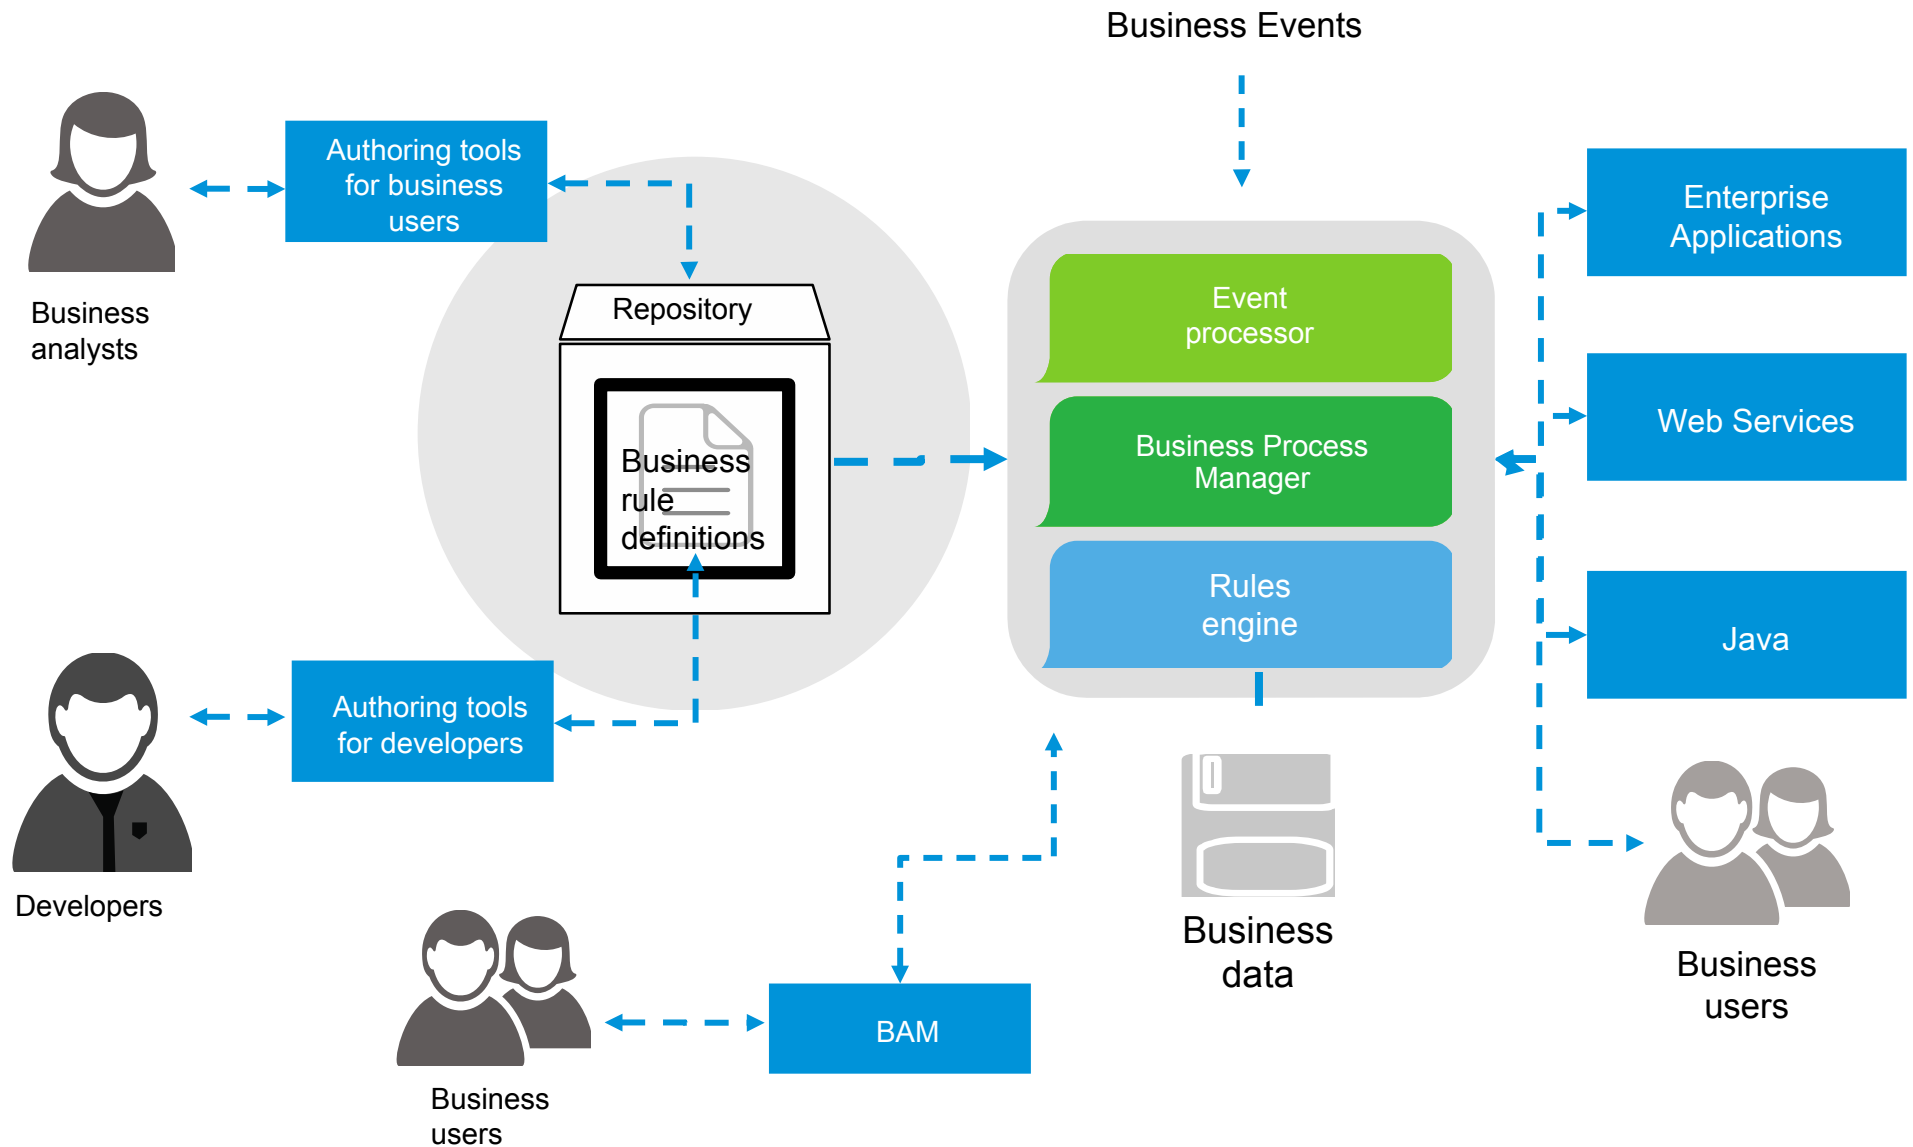 Business Events
Authoring tools
for business
users
Business
analysts
Repository
Business
rule
definitions
Event
processor
Business Process
Manager
Rules
engine
Enterprise
Applications
Web Services
Java
Authoring tools
for developers
Developers
Business
data
Business
users
BAM
Business
users